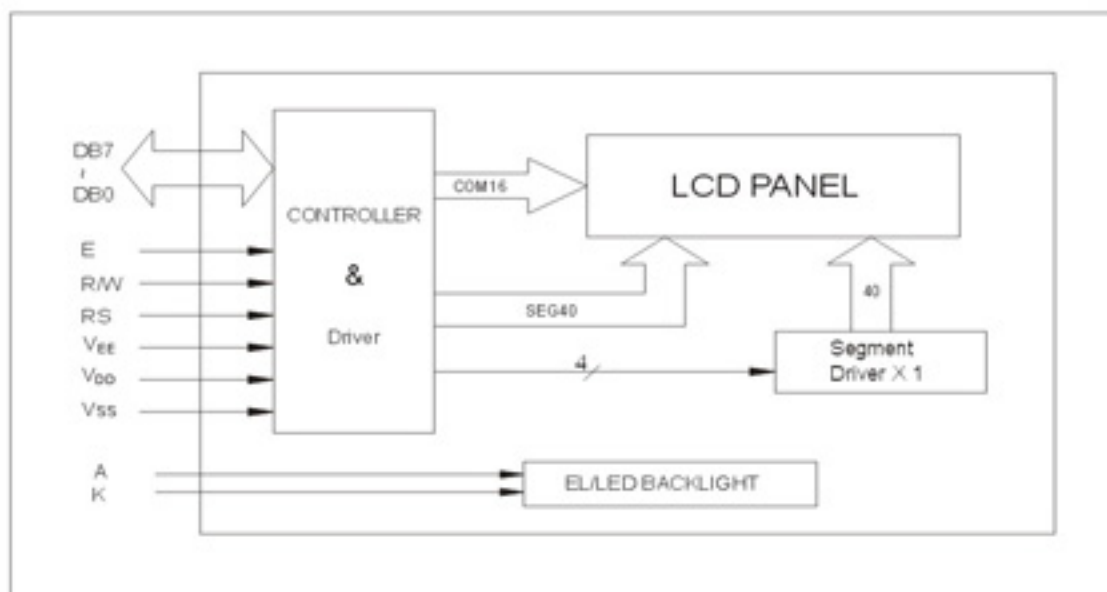 DB7
~
DB0
E
R/W
RS
VEE
VDD
VSS
A
K
CONTROLLER
&
Driver
COM16
SEG40
4
LCD PANEL
40
Segment
Driver X 1
EL/LED BACKLIGHT